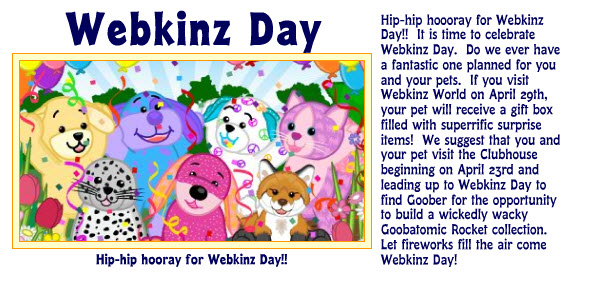 Webkinz Day
Hip-hip hooray for Webkinz Day!!
Hip-hip hoooray for Webkinz
Day!!  It is time to celebrate
Webkinz Day.  Do we ever have
a fantastic one planned for you
and your pets.  If you visit
Webkinz World on April 29th,
your pet will receive a gift box
filled with superrific surprise
items!  We suggest that you and
your pet visit the Clubhouse
beginning on April 23rd and
leading up to Webkinz Day to
find Goober for the opportunity
to build a wickedly wacky
Goobatomic Rocket collection.
Let fireworks fill the air come
Webkinz Day!